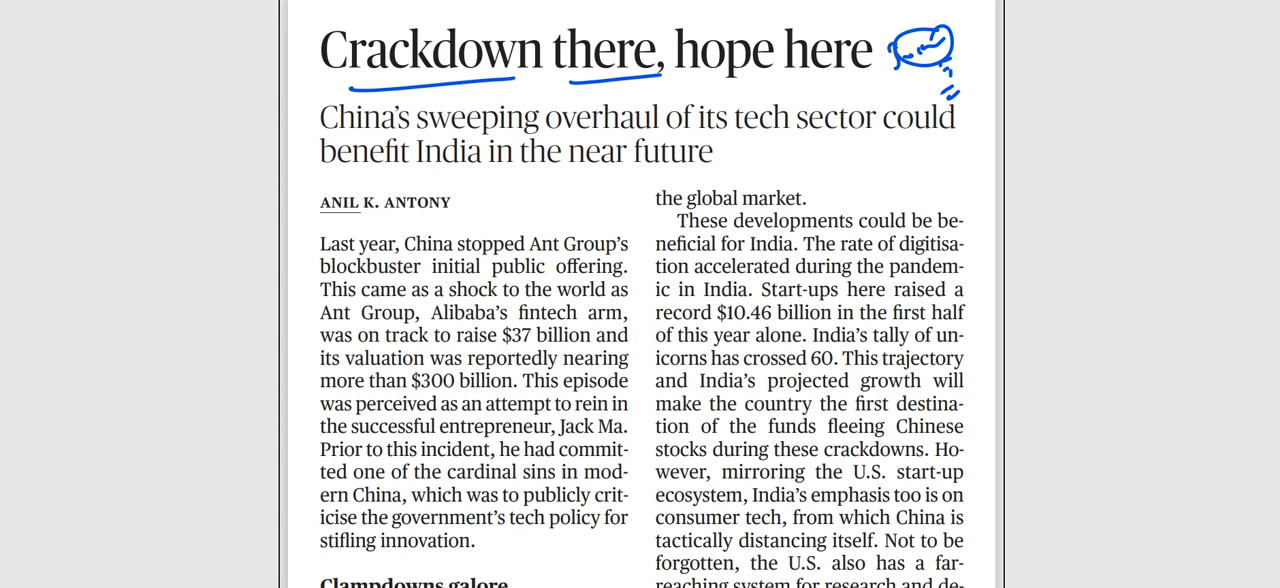 Crackdown there, hope here
China's sweeping overhaul of its tech sector could
benefit India in the near future
ANIL K. ANTONY
Last year, China stopped Ant Group's
blockbuster initial public offering.
This came as a shock to the world as
Ant Group, Alibaba's fintech arm,
was on track to raise $37 billion and
its valuation was reportedly nearing
more than $300 billion. This episode
was perceived as an attempt to rein in
the successful entrepreneur, Jack Ma.
Prior to this incident, he had commit-
ted one of the cardinal sins in mod-
ern China, which was to publicly crit-
icise the government's tech policy for
stifling innovation.
Clampdowns galore
the global market.
These developments could be be-
neficial for India. The rate of digitisa-
tion accelerated during the pandem-
ic in India. Start-ups here raised a
record $10.46 billion in the first half
of this year alone. India's tally of un-
icorns has crossed 60. This trajectory
and India's projected growth will
make the country the first destina-
tion of the funds fleeing Chinese
stocks during these crackdowns. Ho-
wever, mirroring the U.S. start-up
ecosystem, India's emphasis too is on
consumer tech, from which China is
tactically distancing itself. Not to be
forgotten, the U.S. also has a far-
reaching system for research and de-